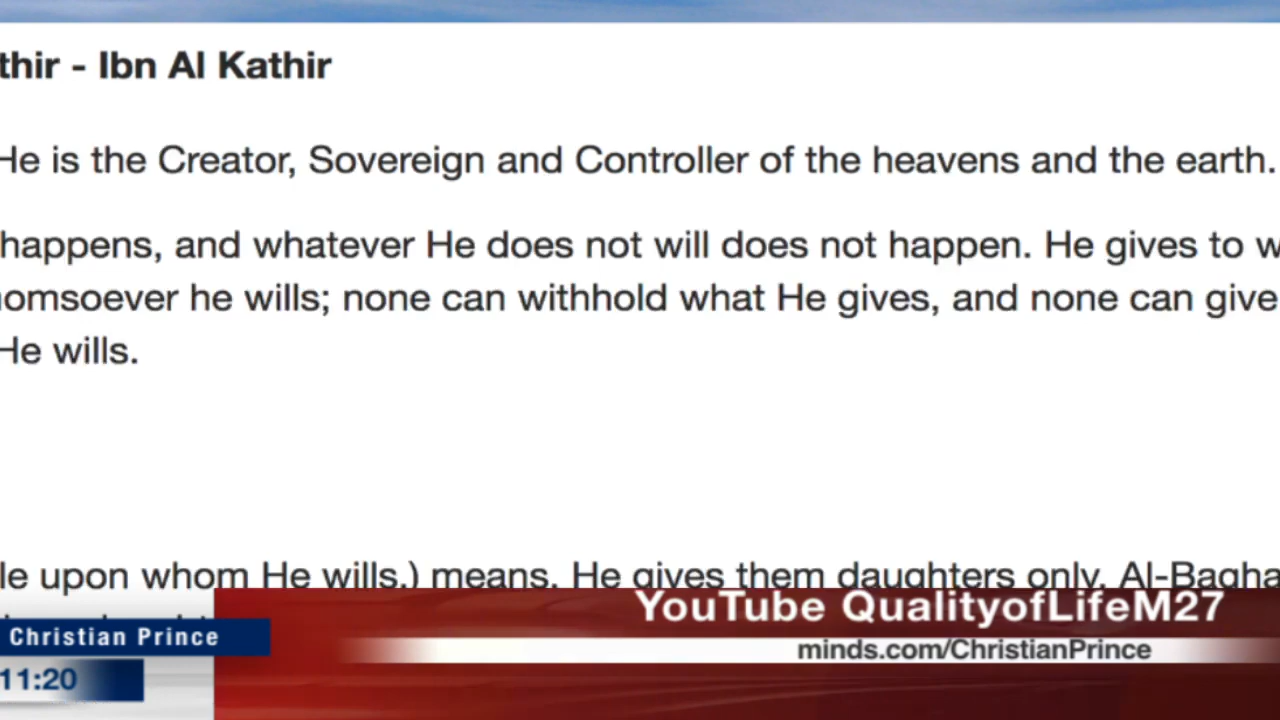 thir - Ibn Al Kathir
He is the Creator, Sovereign and Controller of the heavens and the earth.
happens, and whatever He does not will does not happen. He gives to w
omsoever he wills; none can withhold what He gives, and none can give
He wills.
le upon whom He wills.) means, He gives them daughters only. Al-Bagha
YouTube QualityofLifeM27
Christian Prince
minds.com/ChristianPrince
11:20